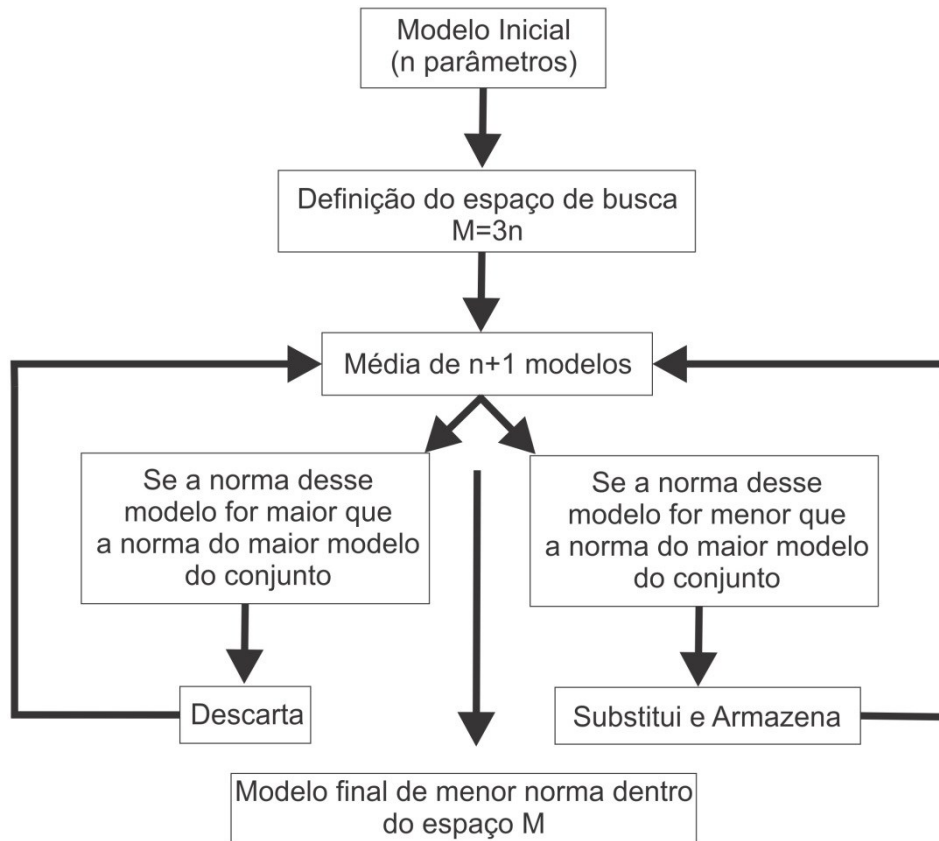 Modelo Inicial
(n parâmetros)
Definição do espaço de busca
M=3n
Média de n+1 modelos
Se a norma desse
modelo for maior que
a norma do maior modelo
do conjunto
Se a norma desse
modelo for menor que
a norma do maior modelo
do conjunto
Descarta
Substitui e Armazena
Modelo final de menor norma dentro
do espaço M